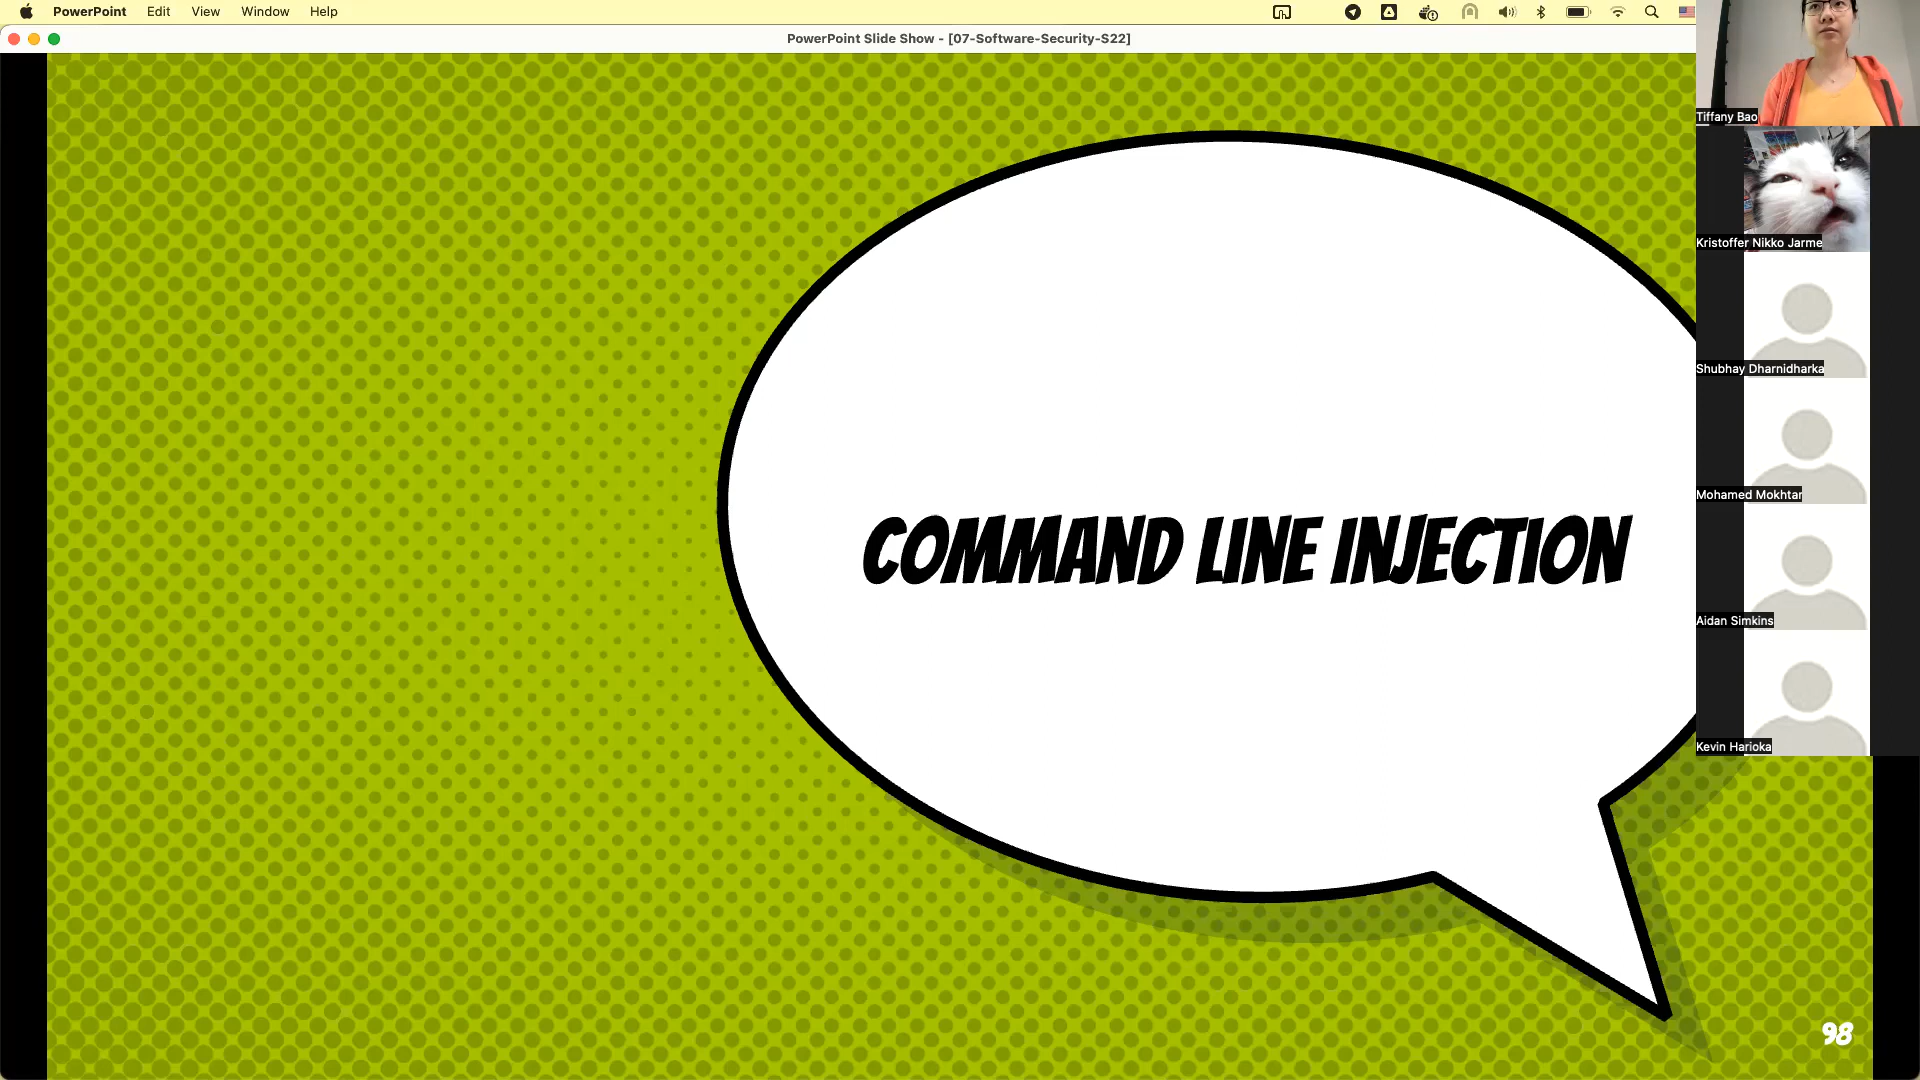 PowerPoint Edit View Window Help
PowerPoint Slide Show - [07-Software-Security-S22]
Tiffany Bao
Kristoffer Nikko Jarme
Shubhay Dharnidharka
Mohamed Mokhtar
COMMAND LINE INJECTION
Aidan Simkins
Kevin Harioka
98